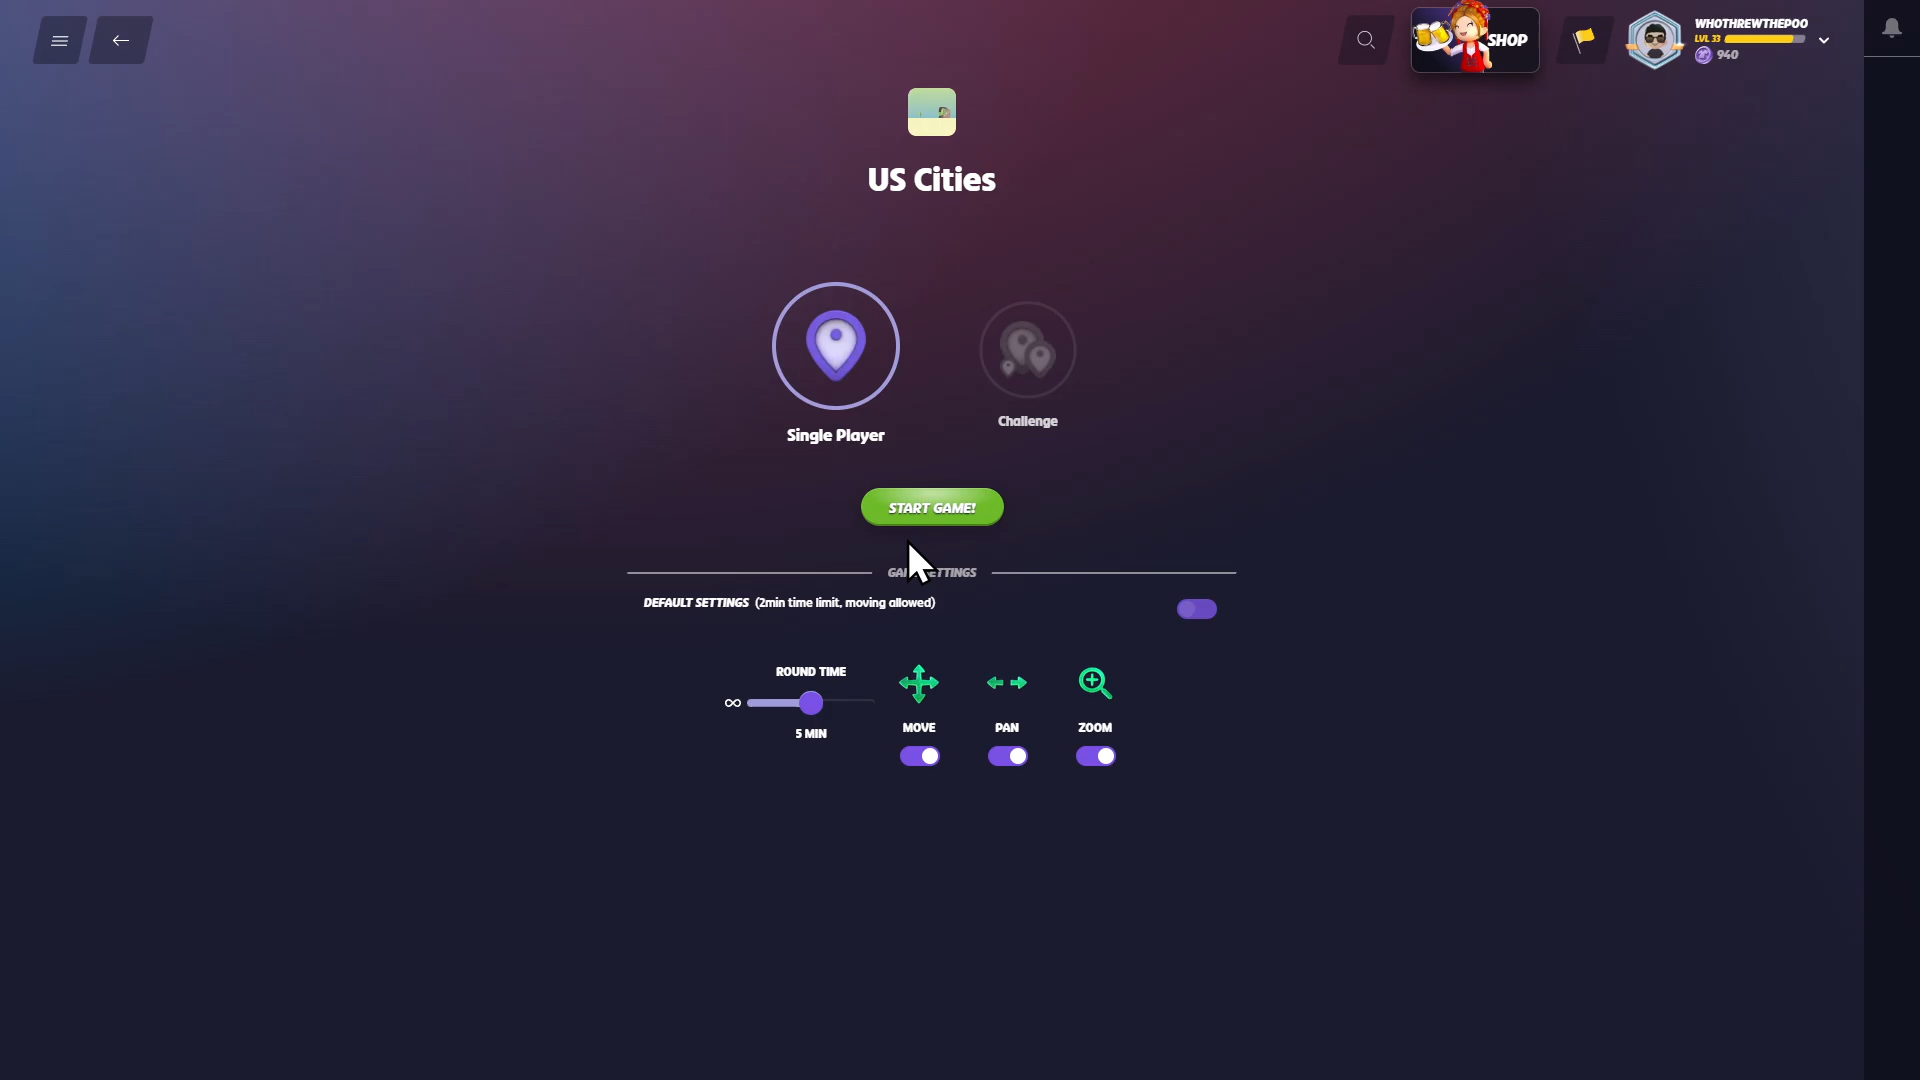 SHOP
WHOTHREWTHEPOO
LVL 33
940
US Cities
Single Player
Challenge
START GAME!
DEFAULT SETTINGS (2min time limit, moving allowed)
ROUND TIME
∞
5 MIN
MOVE
PAN
ZOOM